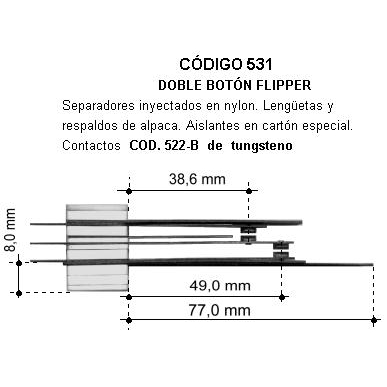 CÓDIGO 531
DOBLE BOTÓN FLIPPER
Separadores inyectados en nylon. Lengüetas y
respaldos de alpaca. Aislantes en cartón especial.
Contactos COD. 522-B de tungsteno
38,6 mm
8,0 mm
49,0 mm
77,0 mm